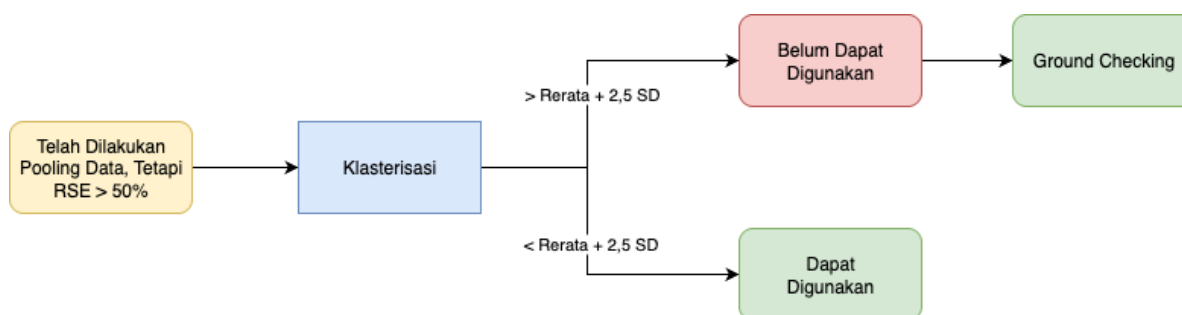 Belum Dapat
Digunakan
Ground Checking
> Rerata + 2,5 SD
Telah Dilakukan
Pooling Data, Tetapi
RSE > 50%
Klasterisasi
< Rerata + 2,5 SD
Dapat
Digunakan